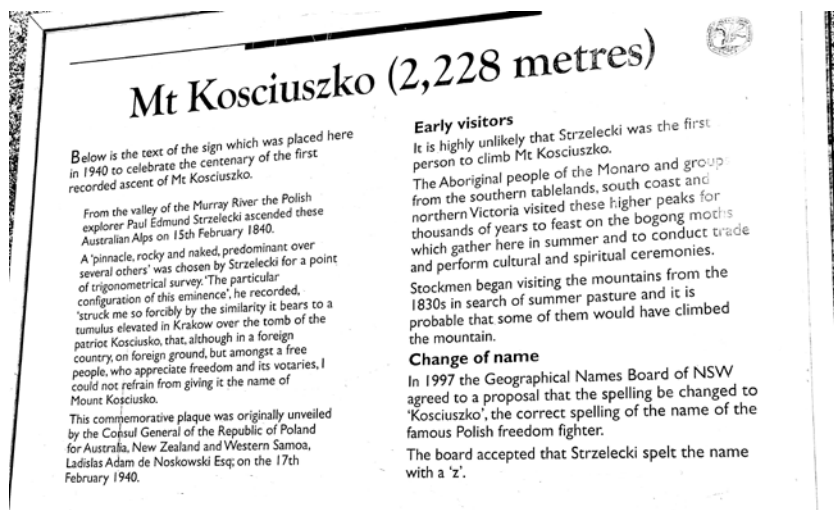 Mt Kosciuszko (2,228 metres)
Below is the text of the sign which was placed here
in 1940 to celebrate the centenary of the first
recorded ascent of Mt Kosciuszko.
From the valley of the Murray River the Polish
explorer Paul Edmund Strzelecki ascended these
Australian Alps on 15th February 1840.
A 'pinnacle, rocky and naked, predominant over
several others' was chosen by Strzelecki for a point
of trigonometrical survey. 'The particular
configuration of this eminence', he recorded,
'struck me so forcibly by the similarity it bears to a
tumulus elevated in Krakow over the tomb of the
patriot Kosciusko, that, although in a foreign
country, on foreign ground, but amongst a free
people, who appreciate freedom and its votaries, I
could not refrain from giving it the name of
Mount Kosciusko.
This commemorative plaque was originally unveiled
by the Consul General of the Republic of Poland
for Australia, New Zealand and Western Samoa,
Ladislas Adam de Noskowski Esq; on the 17th
February 1940.
Early visitors
It is highly unlikely that Strzelecki was the first
person to climb Mt Kosciuszko.
The Aboriginal people of the Monaro and groups
from the southern tablelands, south coast and
northern Victoria visited these higher peaks for
thousands of years to feast on the bogong moths
which gather here in summer and to conduct trade
and perform cultural and spiritual ceremonies.
Stockmen began visiting the mountains from the
1830s in search of summer pasture and it is
probable that some of them would have climbed
the mountain.
Change of name
In 1997 the Geographical Names Board of NSW
agreed to a proposal that the spelling be changed to
'Kosciuszko', the correct spelling of the name of the
famous Polish freedom fighter.
The board accepted that Strzelecki spelt the name
with a 'z'.